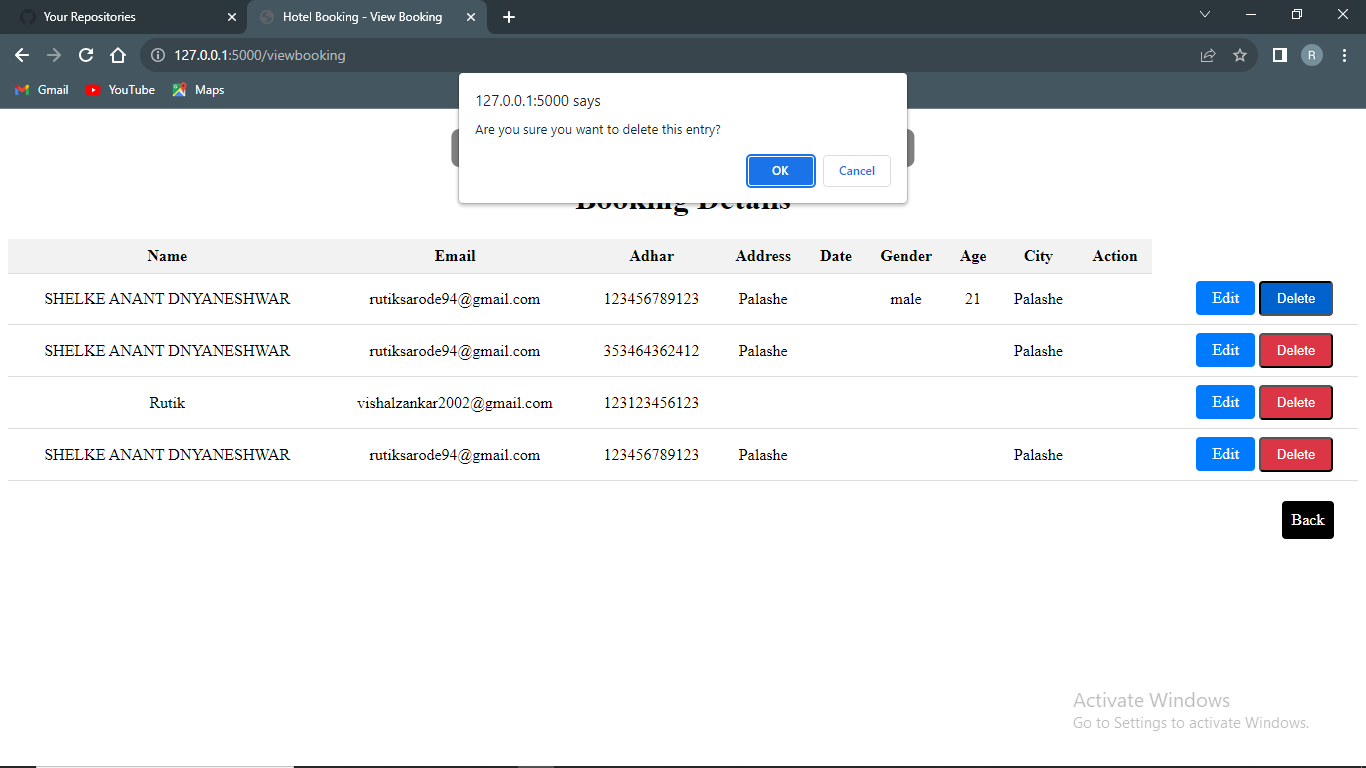 Your Repositories
Hotel Booking - View Booking
127.0.0.1:5000/viewbooking
R
Gmail YouTube Maps
127.0.0.1:5000 says
Are you sure you want to delete this entry?
OK Cancel
Booking Details
Name Email Adhar Address Date Gender Age City Action
SHELKE ANANT DNYANESHWAR rutiksarode94@gmail.com 123456789123 Palashe male 21 Palashe Edit Delete
SHELKE ANANT DNYANESHWAR rutiksarode94@gmail.com 353464362412 Palashe Palashe Edit Delete
Rutik vishalzankar2002@gmail.com 123123456123 Edit Delete
SHELKE ANANT DNYANESHWAR rutiksarode94@gmail.com 123456789123 Palashe Palashe Edit Delete
Back
Activate Windows
Go to Settings to activate Windows.